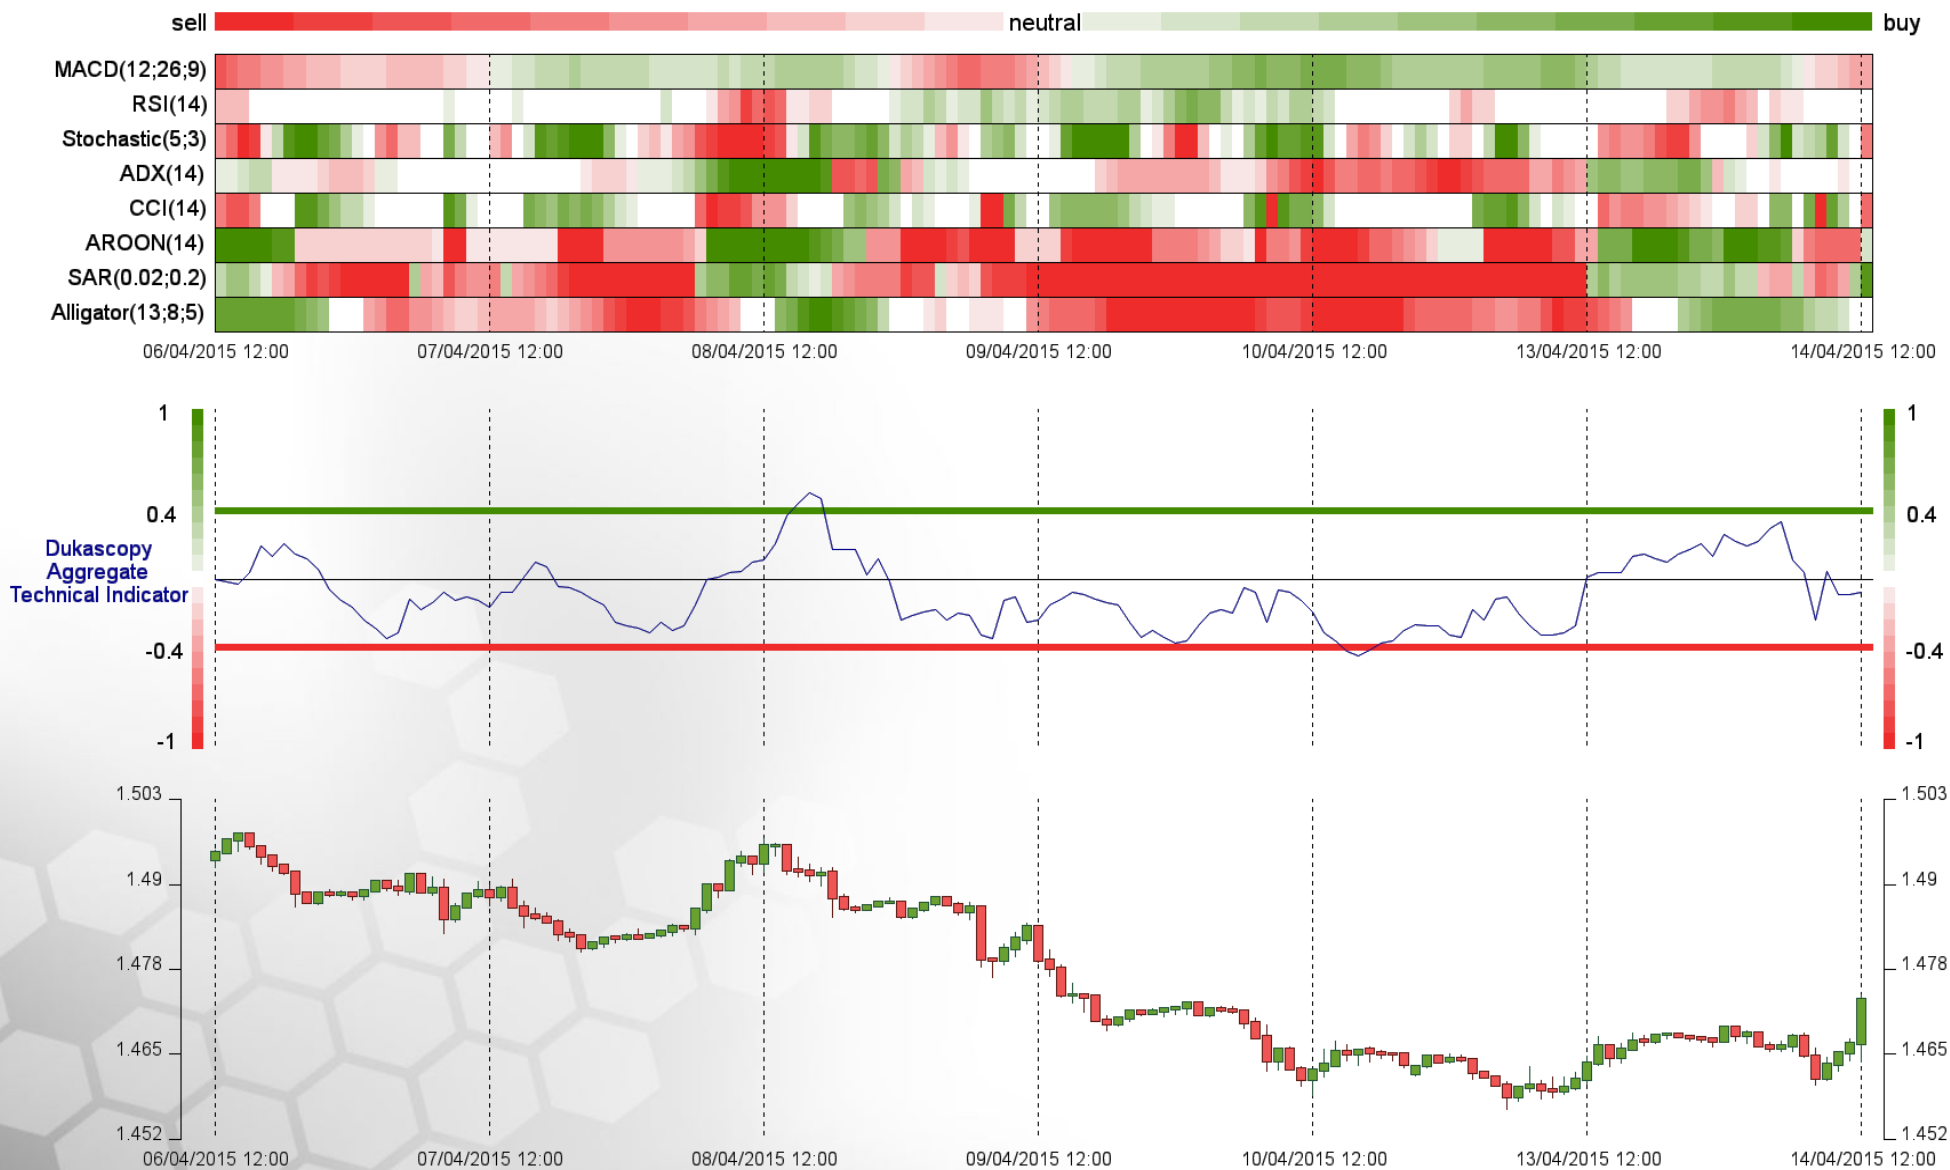 sell neutral buy
MACD(12;26;9)
RSI(14)
Stochastic(5;3)
ADX(14)
CCI(14)
AROON(14)
SAR(0.02;0.2)
Alligator(13;8;5)
06/04/2015 12:00 07/04/2015 12:00 08/04/2015 12:00 09/04/2015 12:00 10/04/2015 12:00 13/04/2015 12:00 14/04/2015 12:00
1 1
0.4 0.4
Dukascopy
Aggregate
Technical Indicator
-0.4 -0.4
-1 -1
1.503 1.503
1.49 1.49
1.478 1.478
1.465 1.465
1.452 1.452
06/04/2015 12:00 07/04/2015 12:00 08/04/2015 12:00 09/04/2015 12:00 10/04/2015 12:00 13/04/2015 12:00 14/04/2015 12:00